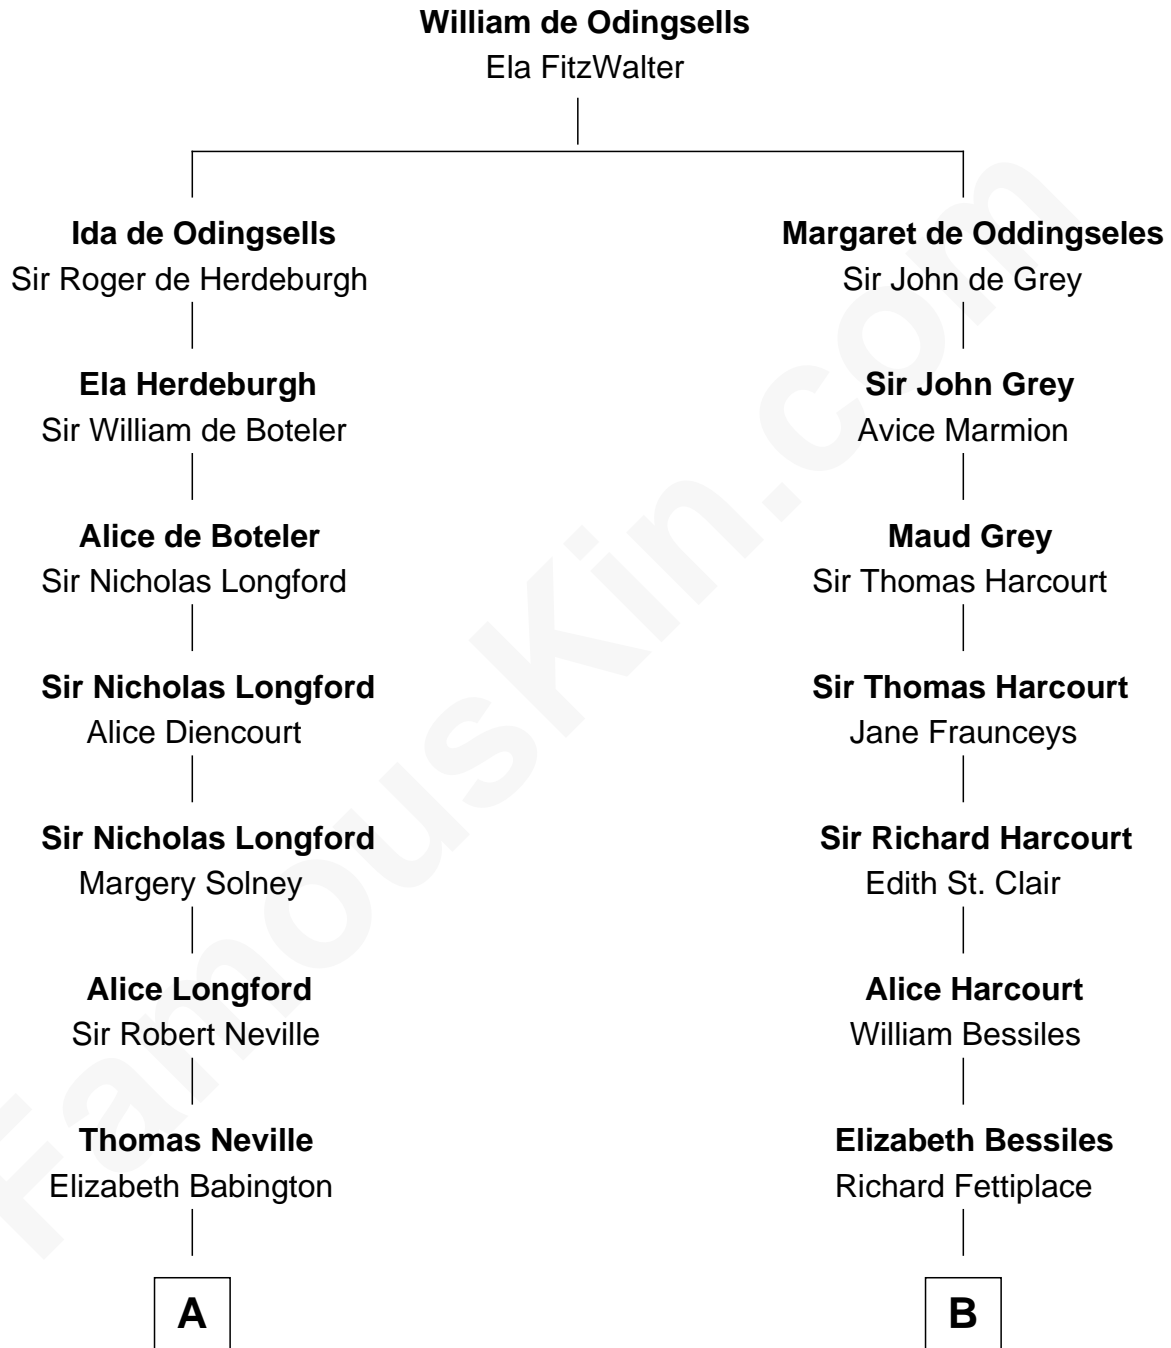 William de Odingsells
Ela FitzWalter
Ida de Odingsells
Sir Roger de Herdeburgh
Margaret de Oddingseles
Sir John de Grey
Ela Herdeburgh
Sir William de Boteler
Sir John Grey
Avice Marmion
Alice de Boteler
Sir Nicholas Longford
Maud Grey
Sir Thomas Harcourt
Sir Nicholas Longford
Alice Diencourt
Sir Thomas Harcourt
Jane Fraunceys
Sir Nicholas Longford
Margery Solney
Sir Richard Harcourt
Edith St. Clair
Alice Longford
Sir Robert Neville
Alice Harcourt
William Bessiles
Thomas Neville
Elizabeth Babington
Elizabeth Bessiles
Richard Fettiplace
A
B
FamousKin.com